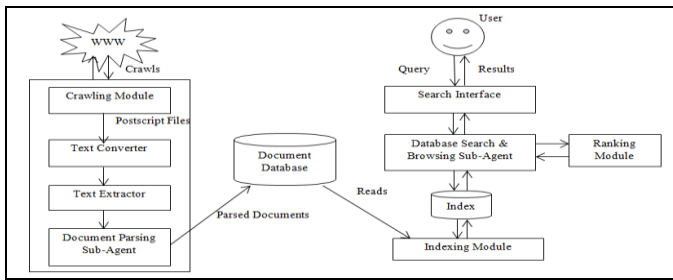 WWW
Crawls
Crawling Module
Postscript Files
Text Converter
Text Extractor
Document Parsing
Sub-Agent
Parsed Documents
Document
Database
Reads
User
Query
Results
Search Interface
Database Search &
Browsing Sub-Agent
Ranking
Module
Index
Indexing Module